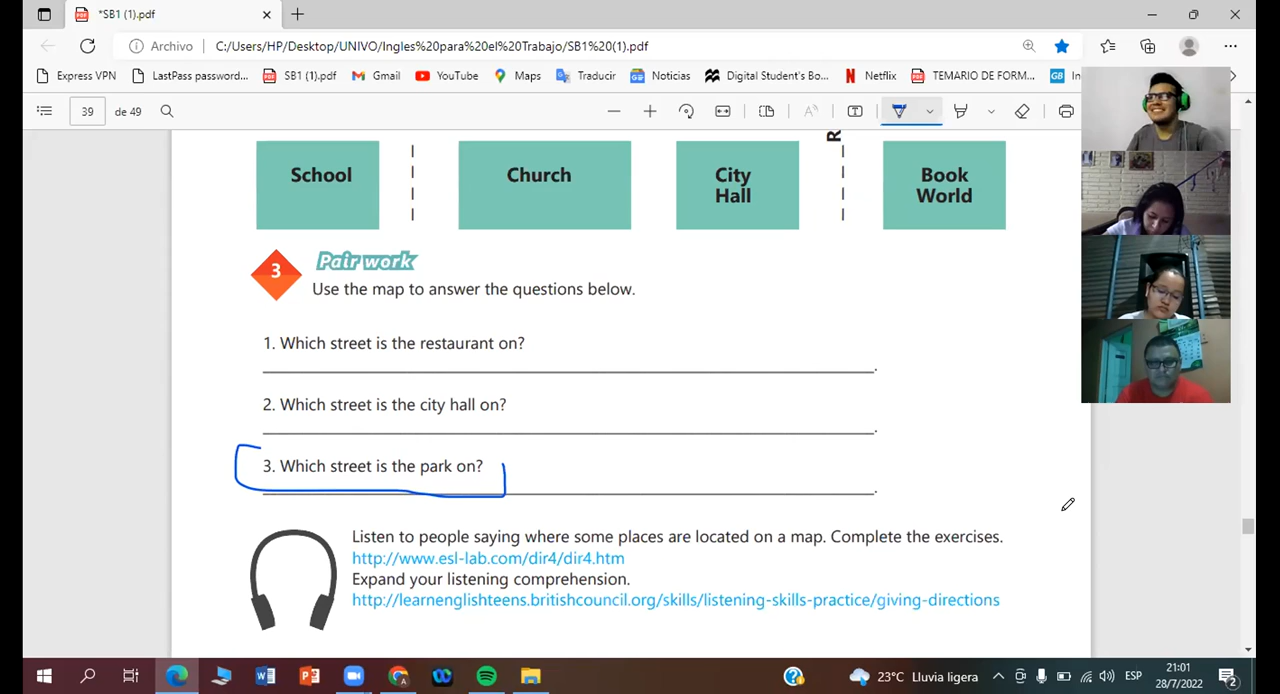 *SB1 (1).pdf
Archivo C:/Users/HP/Desktop/UNIVO/Ingles%20para%20el%20Trabajo/SB1%20(1).pdf
Express VPN LastPass password... SB1 (1).pdf Gmail YouTube Maps Traducir Noticias Digital Student's Bo... Netflix TEMARIO DE FORM... GB In
39 de 49
R
School Church City Book
Hall World
3 Pair work
Use the map to answer the questions below.
1. Which street is the restaurant on?
2. Which street is the city hall on?
3. Which street is the park on?
Listen to people saying where some places are located on a map. Complete the exercises.
http://www.esl-lab.com/dir4/dir4.htm
Expand your listening comprehension.
http://learnenglishteens.britishcouncil.org/skills/listening-skills-practice/giving-directions
23°C Lluvia ligera ESP 21:01
28/7/2022 2